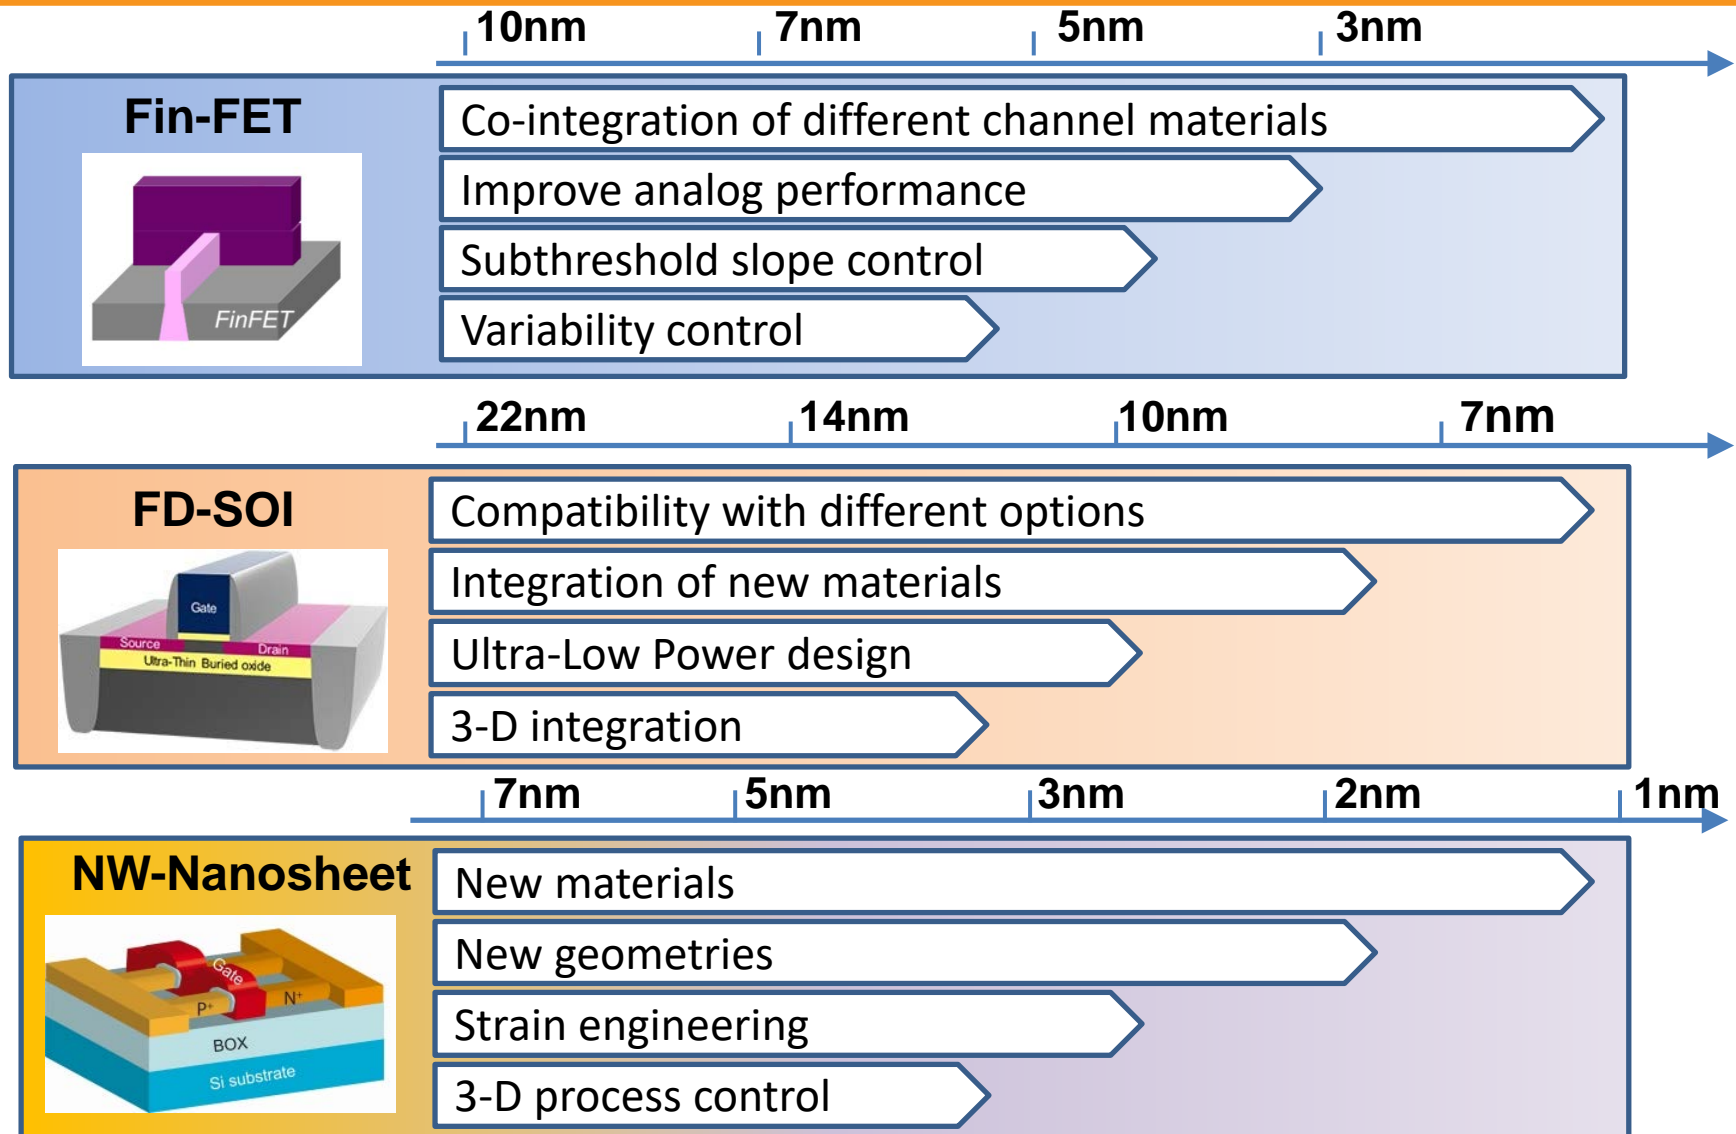 10nm 7nm 5nm 3nm
Fin-FET
Co-integration of different channel materials
Improve analog performance
Subthreshold slope control
Variability control
FinFET
22nm 14nm 10nm 7nm
FD-SOI
Compatibility with different options
Integration of new materials
Ultra-Low Power design
3-D integration
Gate
Source Drain
Ultra-Thin Buried oxide
7nm 5nm 3nm 2nm 1nm
NW-Nanosheet
New materials
New geometries
Strain engineering
3-D process control
Gate
P+ N+
BOX
Si substrate